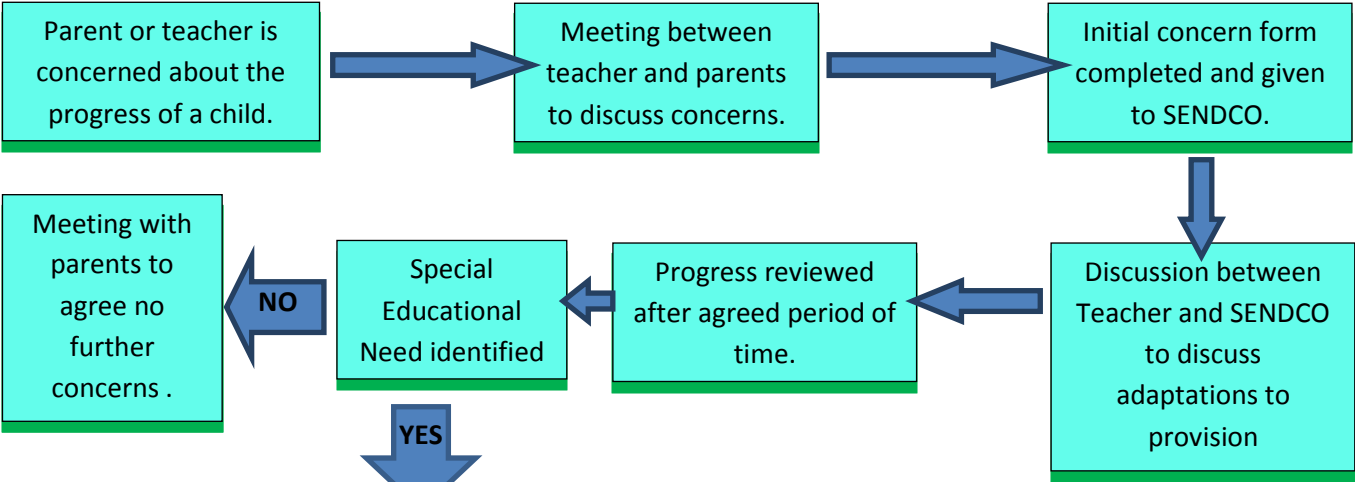 Parent or teacher is
concerned about the
progress of a child.
Meeting between
teacher and parents
to discuss concerns.
Initial concern form
completed and given
to SENDCO.
Discussion between
Teacher and SENDCO
to discuss
adaptations to
provision
Progress reviewed
after agreed period of
time.
Special
Educational
Need identified
NO
Meeting with
parents to
agree no
further
concerns .
YES